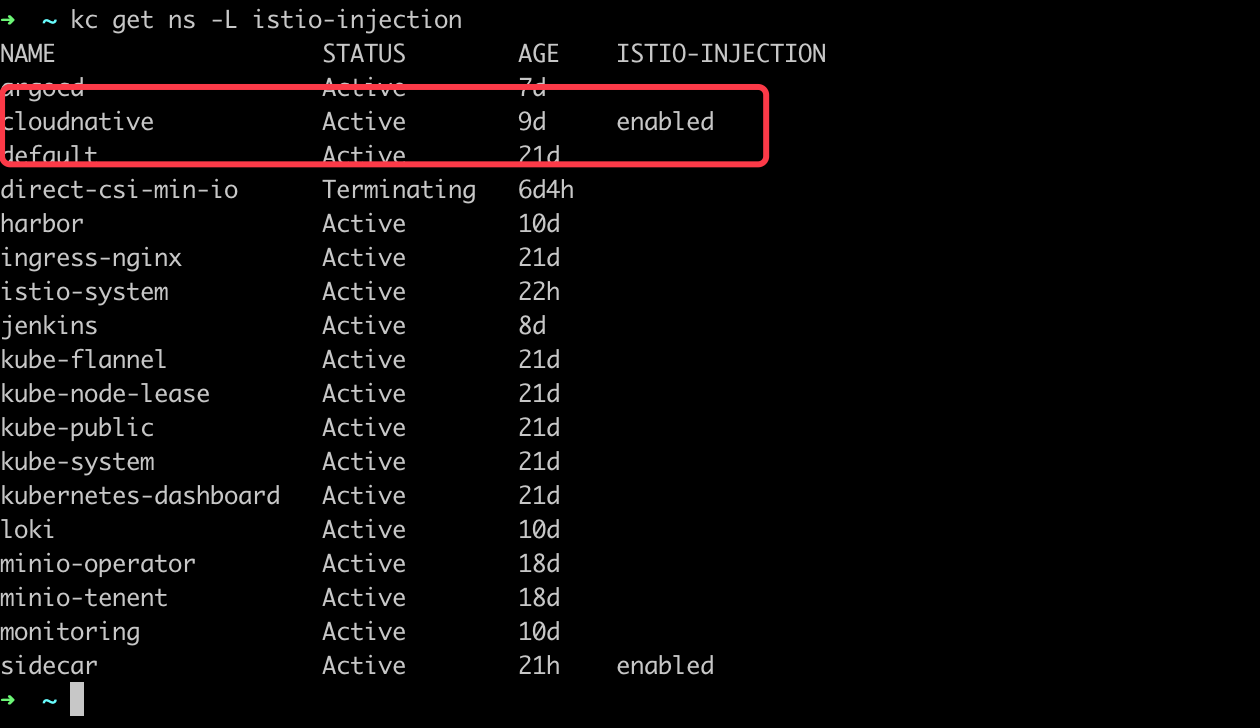 ➜  ~ kc get ns -L istio-injection
NAME                   STATUS        AGE    ISTIO-INJECTION
argocd                 Active        7d
cloudnative            Active        9d     enabled
default                Active        21d
direct-csi-min-io      Terminating   6d4h
harbor                 Active        10d
ingress-nginx          Active        21d
istio-system           Active        22h
jenkins                Active        8d
kube-flannel           Active        21d
kube-node-lease        Active        21d
kube-public            Active        21d
kube-system            Active        21d
kubernetes-dashboard   Active        21d
loki                   Active        10d
minio-operator         Active        18d
minio-tenent           Active        18d
monitoring             Active        10d
sidecar                Active        21h    enabled
➜  ~